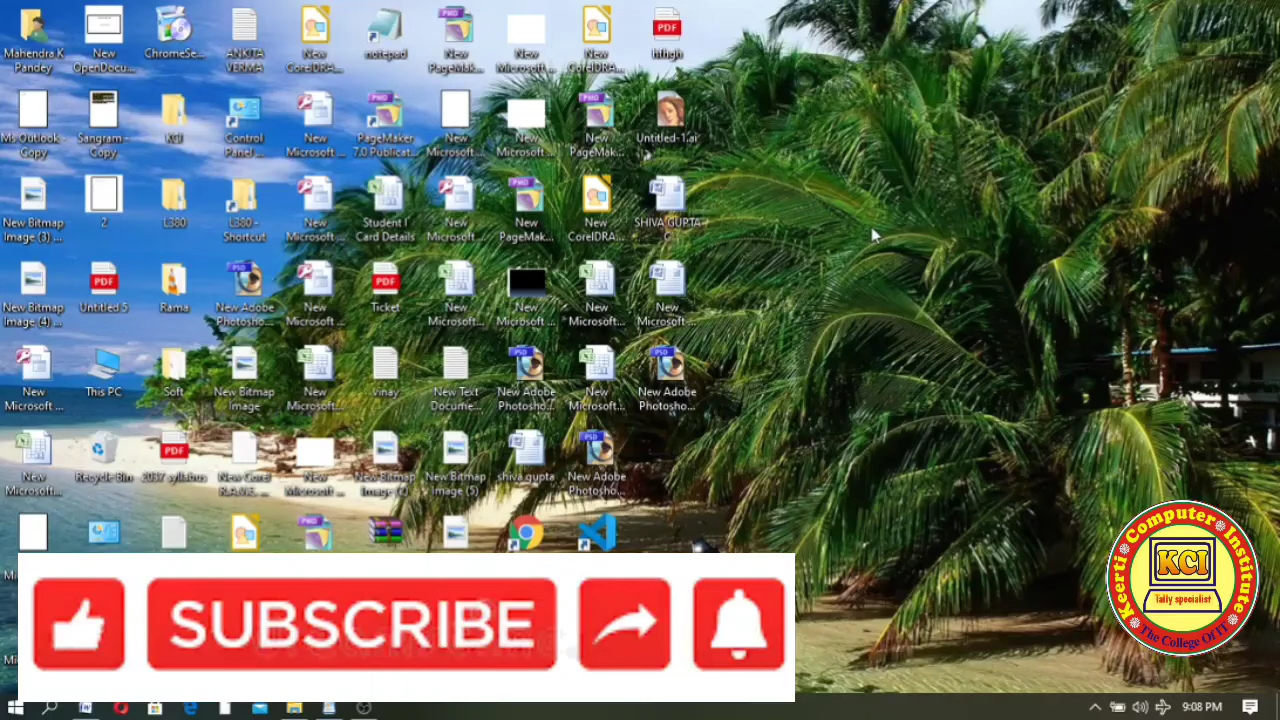 Mahendra K
Pandey
New
OpenDocu...
ChromeSe...
ANKITA
VERMA
New
CorelDRA...
notepad
New
PageMak...
New
Microsoft ...
New
CorelDRA...
hfhgh
Ms Outlook -
Copy
Sangram -
Copy
KCI
Control
Panel ...
New
Microsoft ...
PageMaker
7.0 Publicat...
New
Microsoft ...
New
Microsoft ...
New
PageMak...
Untitled-1.ai
New Bitmap
Image (3) ...
2
L380
L380 -
Shortcut
New
Microsoft ...
Student I
Card Details
New
Microsoft ...
New
PageMak...
New
CorelDRA...
SHIVA GUPTA
New Bitmap
Image (4) ...
Untitled 5
Rama
New Adobe
Photosho...
New
Microsoft ...
Ticket
New
Microsoft...
New
Microsoft ...
New
Microsoft...
New
Microsoft ...
New
Microsoft ...
This PC
Soft
New Bitmap
Image
New
Microsoft...
vinay
New Text
Docume...
New Adobe
Photosho...
New
Microsoft...
New Adobe
Photosho...
New
Microsoft...
Recycle Bin
2037 syllabus
New Corel
R.A.V.E. ...
New
Microsoft ...
New Bitmap
Image (2)
New Bitmap
Image (5)
shiva gupta
New Adobe
Photosho...
SUBSCRIBE
Keerti Computer Institute
KCI
Tally specialist
The College Of IT
9:08 PM